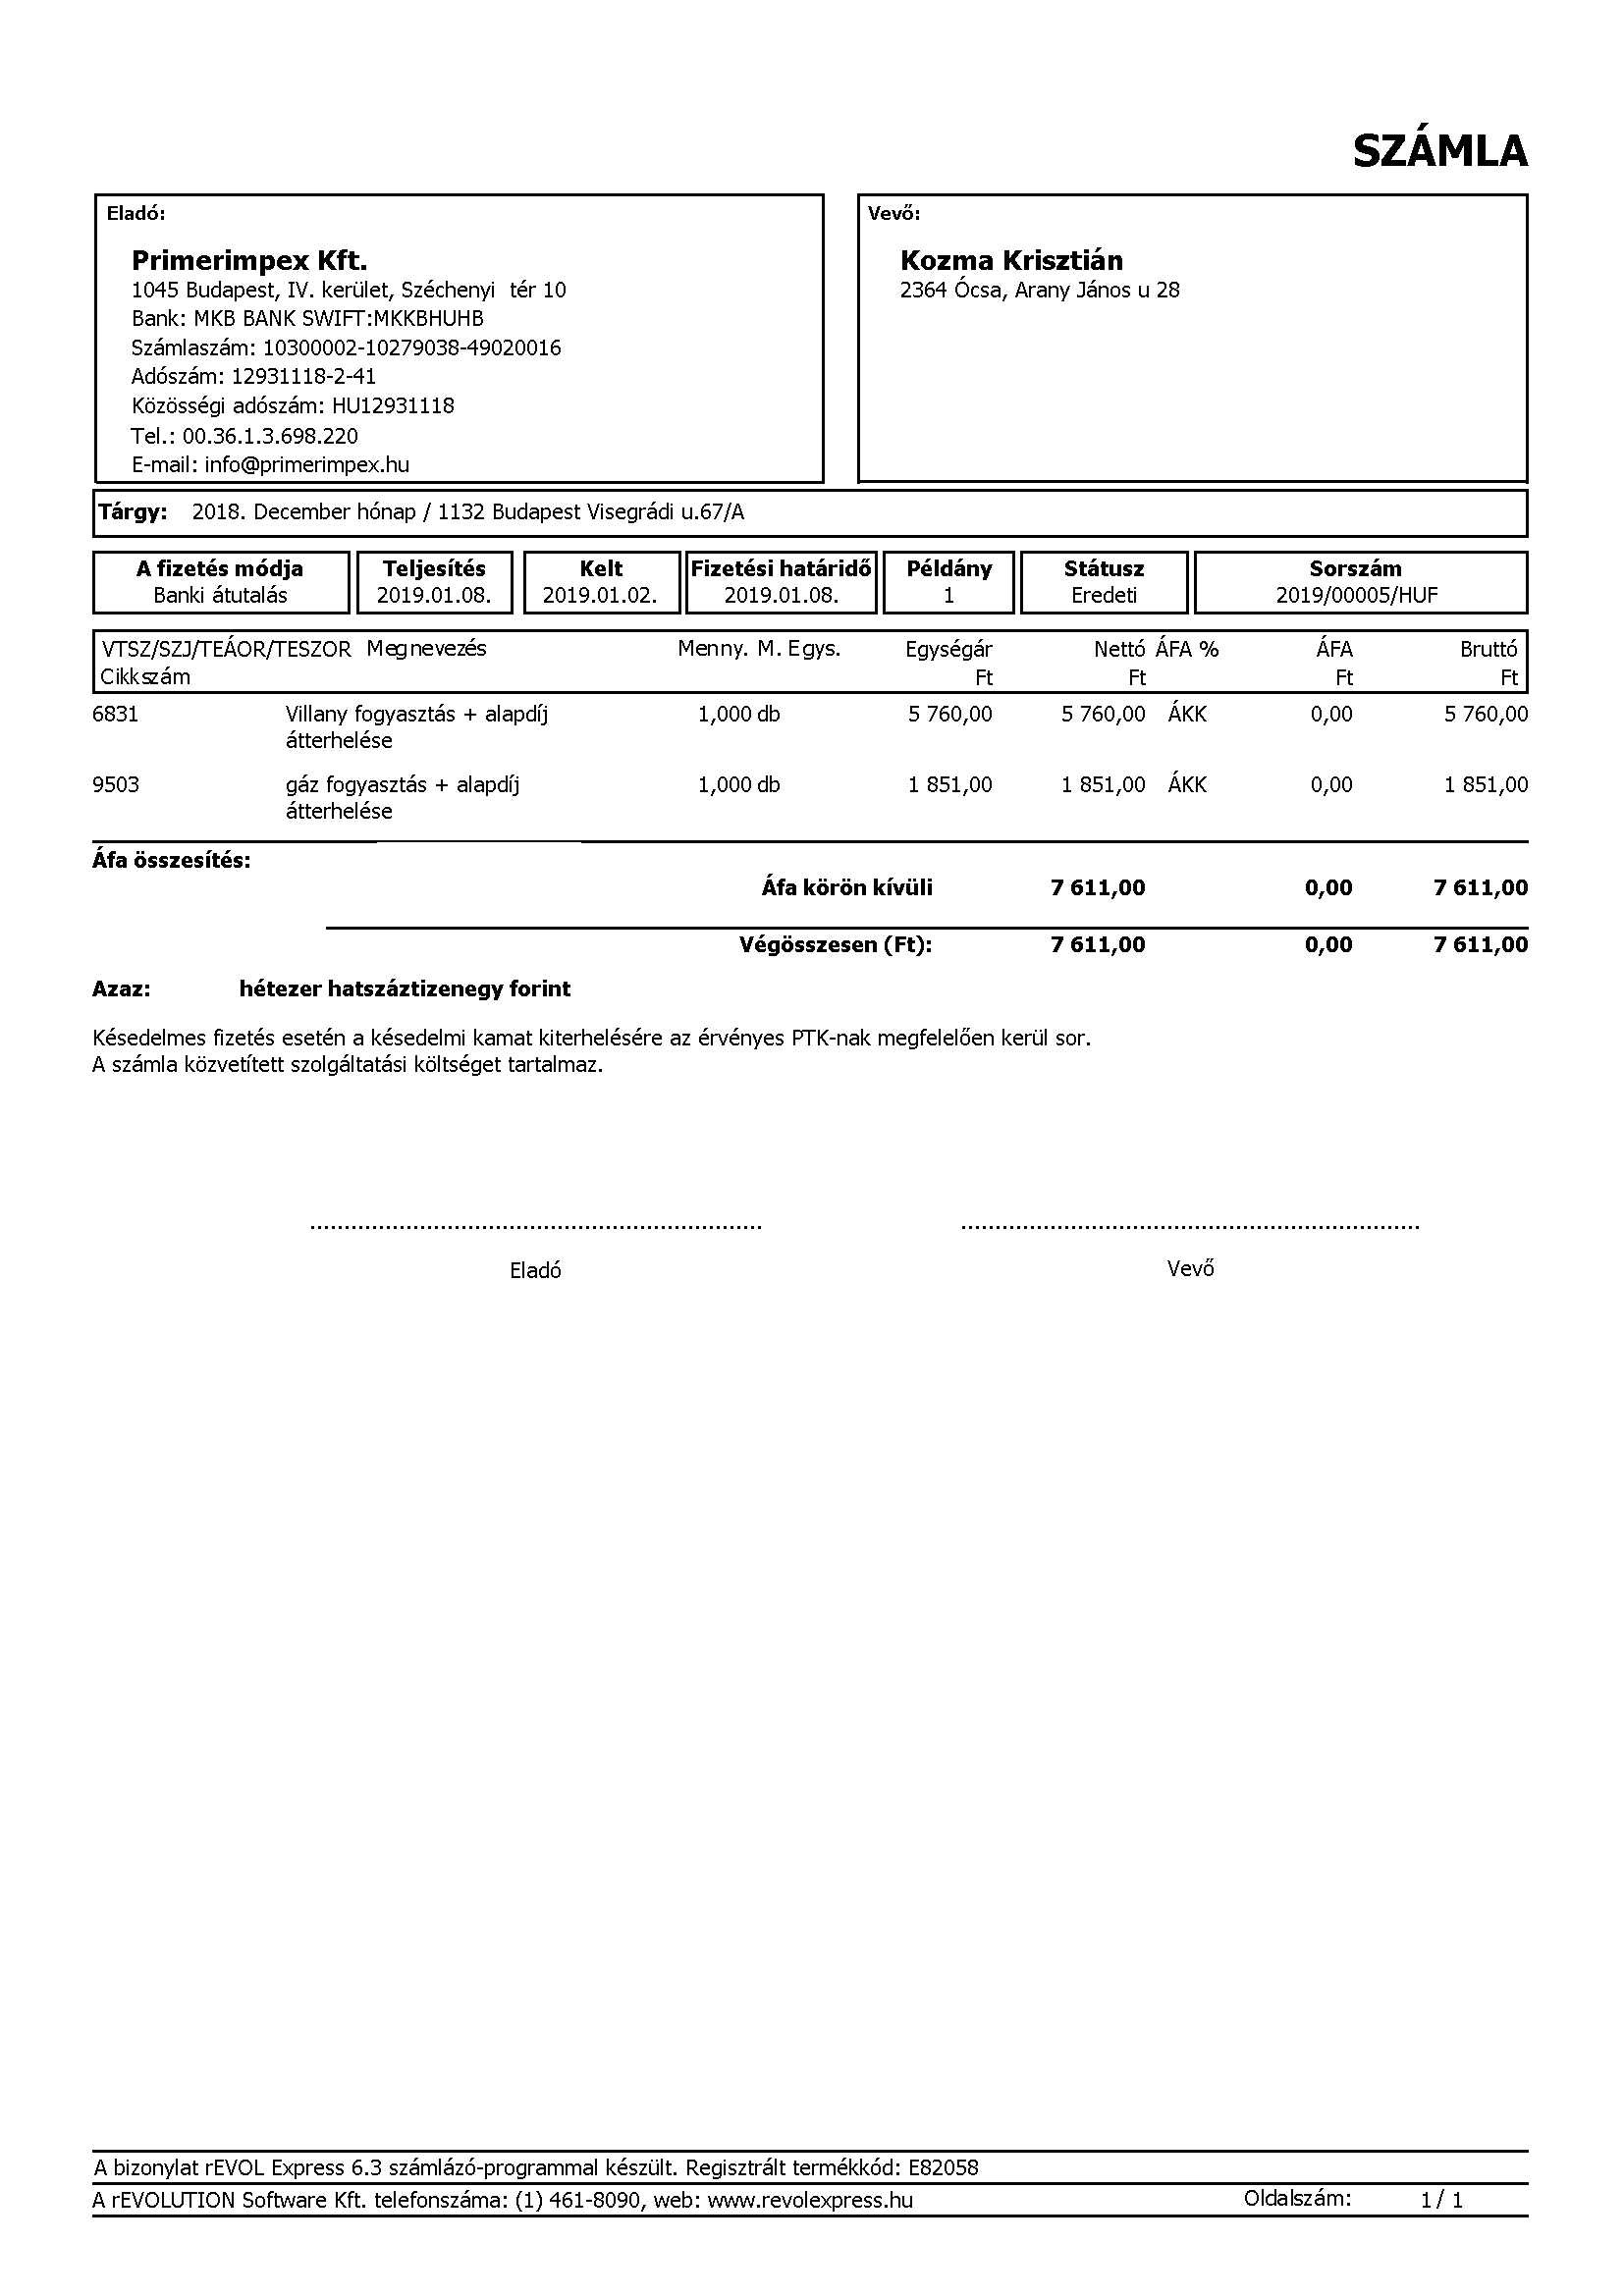 SZÁMLA
Eladó:
Primerimpex Kft.
1045 Budapest, IV. kerület, Széchenyi tér 10
Bank: MKB BANK SWIFT:MKKBHUHB
Számlaszám: 10300002-10279038-49020016
Adószám: 12931118-2-41
Közösségi adószám: HU12931118
Tel.: 00.36.1.3.698.220
E-mail: info@primerimpex.hu
Vevő:
Kozma Krisztián
2364 Ócsa, Arany János u 28
Tárgy: 2018. December hónap / 1132 Budapest Visegrádi u.67/A
A fizetés módja Teljesítés Kelt Fizetési határidő Példány Státusz Sorszám
Banki átutalás 2019.01.08. 2019.01.02. 2019.01.08. 1 Eredeti 2019/00005/HUF
VTSZ/SZJ/TEÁOR/TESZOR Megnevezés Menny. M. Egys. Egységár Nettó ÁFA % ÁFA Bruttó
Cikkszám Ft Ft Ft Ft
6831 Villany fogyasztás + alapdíj 1,000 db 5 760,00 5 760,00 ÁKK 0,00 5 760,00
átterhelése
9503 gáz fogyasztás + alapdíj 1,000 db 1 851,00 1 851,00 ÁKK 0,00 1 851,00
átterhelése
Áfa összesítés:
Áfa körön kívüli 7 611,00 0,00 7 611,00
Végösszesen (Ft): 7 611,00 0,00 7 611,00
Azaz: hétezer hatszáztizenegy forint
Késedelmes fizetés esetén a késedelmi kamat kiterhelésére az érvényes PTK-nak megfelelően kerül sor.
A számla közvetített szolgáltatási költséget tartalmaz.
Eladó Vevő
A bizonylat rEVOL Express 6.3 számlázó-programmal készült. Regisztrált termékkód: E82058
A rEVOLUTION Software Kft. telefonszáma: (1) 461-8090, web: www.revolexpress.hu Oldalszám: 1/ 1